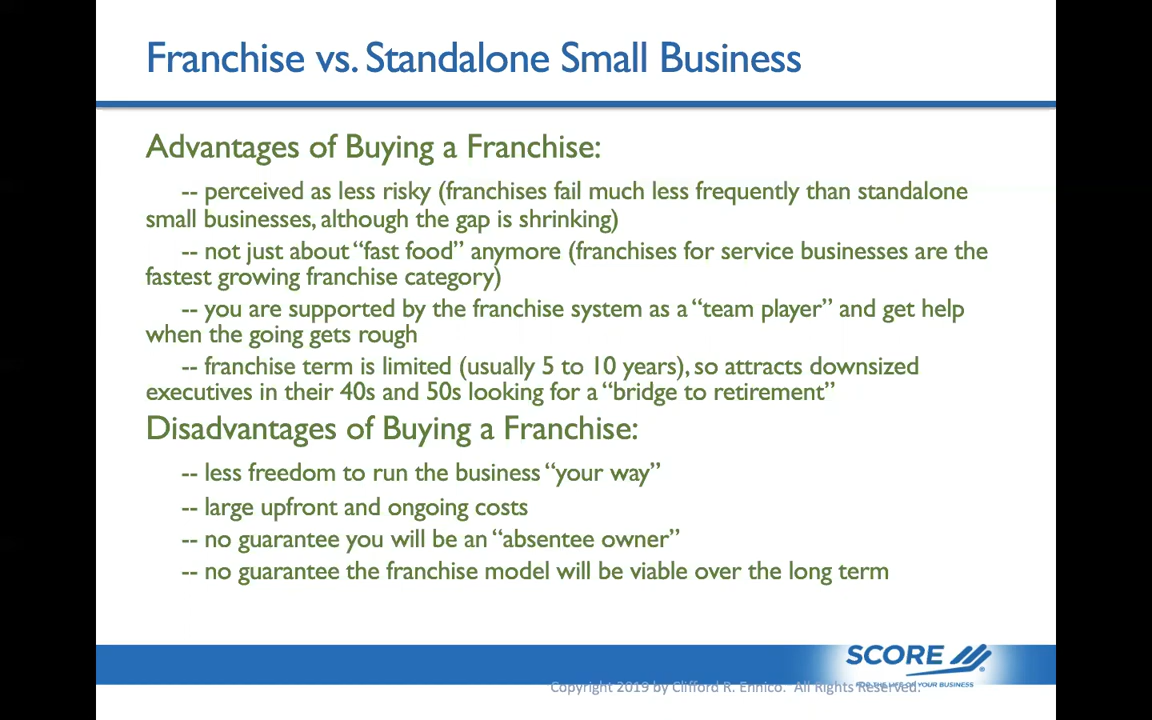 Franchise vs. Standalone Small Business
Advantages of Buying a Franchise:
-- perceived as less risky (franchises fail much less frequently than standalone
small businesses, although the gap is shrinking)
-- not just about “fast food” anymore (franchises for service businesses are the
fastest growing franchise category)
-- you are supported by the franchise system as a “team player” and get help
when the going gets rough
-- franchise term is limited (usually 5 to 10 years), so attracts downsized
executives in their 40s and 50s looking for a “bridge to retirement”
Disadvantages of Buying a Franchise:
-- less freedom to run the business “your way”
-- large upfront and ongoing costs
-- no guarantee you will be an “absentee owner”
-- no guarantee the franchise model will be viable over the long term
SCORE
FOR THE LIFE OF YOUR BUSINESS
Copyright 2019 by Clifford R. Ennico. All Rights Reserved.